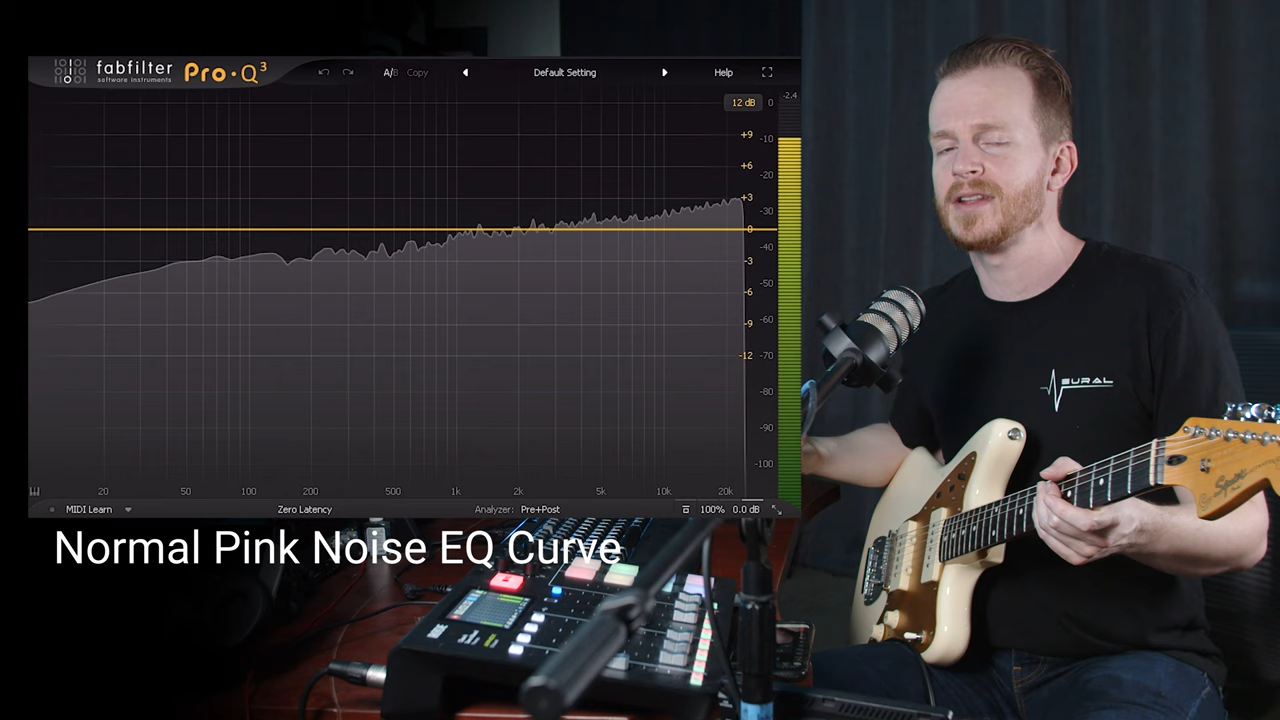 fabfilter
software instruments
Pro·Q3
A/B Copy
Default Setting
Help
12 dB 0 -2.4
+9 -10
+6 -20
+3 -30
0 -40
-3 -50
-6 -60
-9 -70
-12 -80
-90
-100
20 50 100 200 500 1k 2k 5k 10k 20k
MIDI Learn
Zero Latency
Analyzer: Pre+Post
100% 0.0 dB
Normal Pink Noise EQ Curve
EURAL
Squier